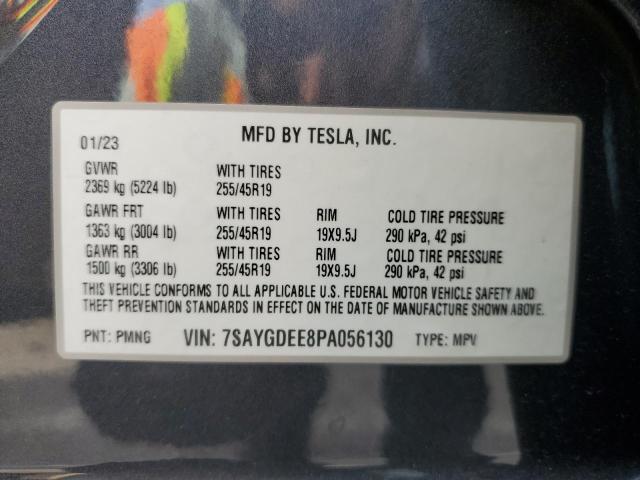 01/23 MFD BY TESLA, INC.
GVWR WITH TIRES
2369 kg (5224 lb) 255/45R19
GAWR FRT WITH TIRES RIM COLD TIRE PRESSURE
1363 kg (3004 lb) 255/45R19 19X9.5J 290 kPa, 42 psi
GAWR RR WITH TIRES RIM COLD TIRE PRESSURE
1500 kg (3306 lb) 255/45R19 19X9.5J 290 kPa, 42 psi
THIS VEHICLE CONFORMS TO ALL APPLICABLE U.S. FEDERAL MOTOR VEHICLE SAFETY AND
THEFT PREVENTION STANDARDS IN EFFECT ON THE DATE OF MANUFACTURE SHOWN ABOVE.
PNT: PMNG VIN: 7SAYGDEE8PA056130 TYPE: MPV